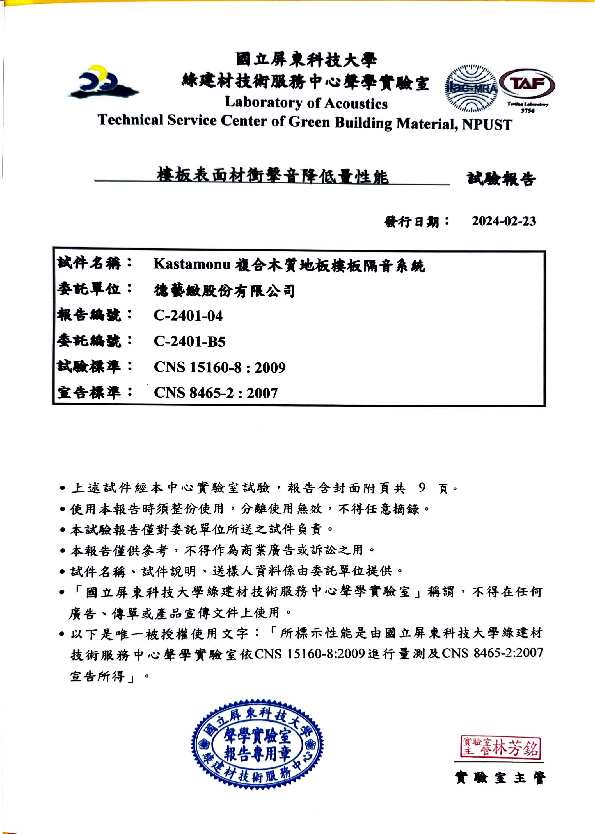 國立屏東科技大學
綠建材技術服務中心聲學實驗室
Laboratory of Acoustics
Technical Service Center of Green Building Material, NPUST
ilac-MRA
TAF
Testing Laboratory
3756
樓板表面材衝擊音降低量性能 試驗報告
發行日期： 2024-02-23
試件名稱： Kastamonu 複合木質地板樓板隔音系統
委託單位： 德藝緻股份有限公司
報告編號： C-2401-04
委託編號： C-2401-B5
試驗標準： CNS 15160-8 : 2009
宣告標準： CNS 8465-2 : 2007
•上述試件經本中心實驗室試驗，報告含封面附頁共 9 頁。
•使用本報告時須整份使用，分離使用無效，不得任意摘錄。
•本試驗報告僅對委託單位所送之試件負責。
•本報告僅供參考，不得作為商業廣告或訴訟之用。
•試件名稱、試件說明、送樣人資料係由委託單位提供。
•「國立屏東科技大學綠建材技術服務中心聲學實驗室」稱謂，不得在任何
廣告、傳單或產品宣傳文件上使用。
•以下是唯一被授權使用文字：「所標示性能是由國立屏東科技大學綠建材
技術服務中心聲學實驗室依CNS 15160-8:2009進行量測及CNS 8465-2:2007
宣告所得」。
國立屏東科技大學
聲學實驗室
報告專用章
綠建材技術服務中心
實驗室
主管林芳銘
實驗室主管